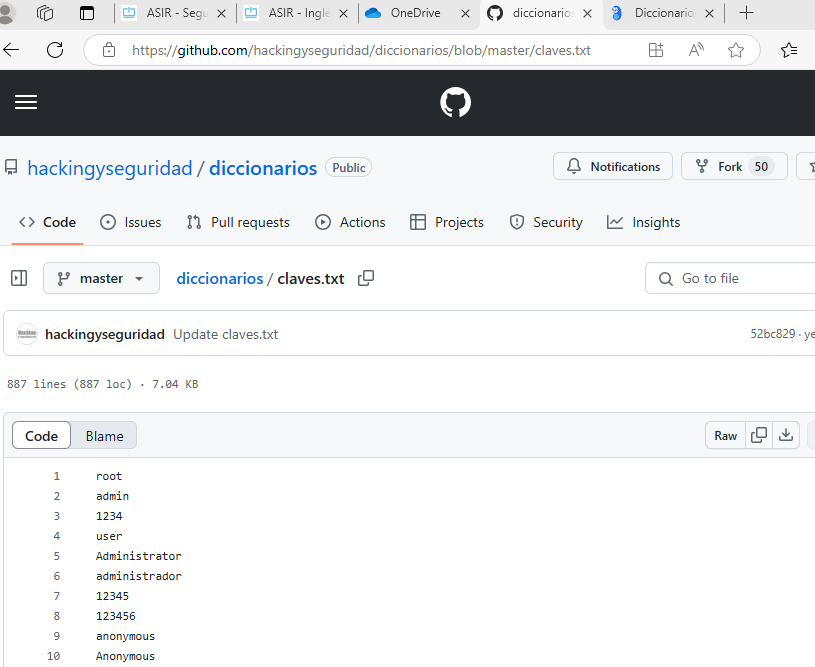 ASIR - Segu
ASIR - Inglé
OneDrive
diccionarios
Diccionarios
https://github.com/hackingyseguridad/diccionarios/blob/master/claves.txt
hackingyseguridad / diccionarios Public
Notifications
Fork 50
Code
Issues
Pull requests
Actions
Projects
Security
Insights
master
diccionarios / claves.txt
Go to file
hackingyseguridad Update claves.txt
52bc829 · ye
887 lines (887 loc) · 7.04 KB
Code
Blame
Raw
1 root
2 admin
3 1234
4 user
5 Administrator
6 administrador
7 12345
8 123456
9 anonymous
10 Anonymous